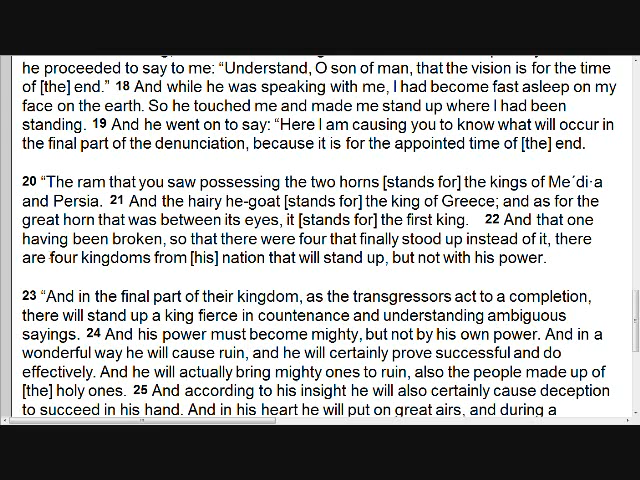 he proceeded to say to me: “Understand, O son of man, that the vision is for the time
of [the] end.” 18 And while he was speaking with me, I had become fast asleep on my
face on the earth. So he touched me and made me stand up where I had been
standing. 19 And he went on to say: “Here I am causing you to know what will occur in
the final part of the denunciation, because it is for the appointed time of [the] end.
20 “The ram that you saw possessing the two horns [stands for] the kings of Me´di·a
and Persia. 21 And the hairy he-goat [stands for] the king of Greece; and as for the
great horn that was between its eyes, it [stands for] the first king. 22 And that one
having been broken, so that there were four that finally stood up instead of it, there
are four kingdoms from [his] nation that will stand up, but not with his power.
23 “And in the final part of their kingdom, as the transgressors act to a completion,
there will stand up a king fierce in countenance and understanding ambiguous
sayings. 24 And his power must become mighty, but not by his own power. And in a
wonderful way he will cause ruin, and he will certainly prove successful and do
effectively. And he will actually bring mighty ones to ruin, also the people made up of
[the] holy ones. 25 And according to his insight he will also certainly cause deception
to succeed in his hand. And in his heart he will put on great airs, and during a